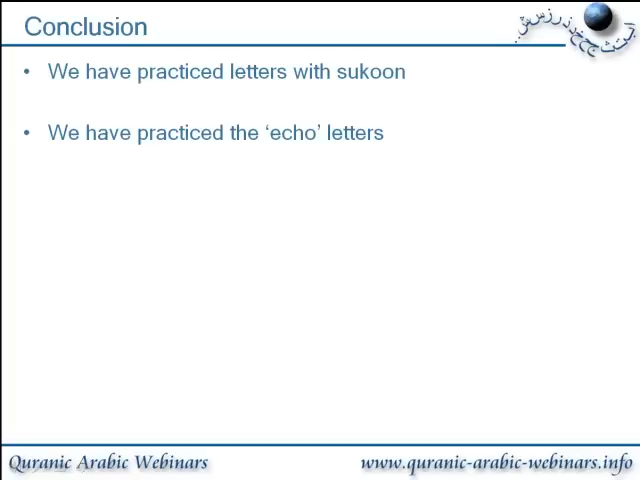 Conclusion
• We have practiced letters with sukoon
• We have practiced the ‘echo’ letters
Quranic Arabic Webinars
www.quranic-arabic-webinars.info